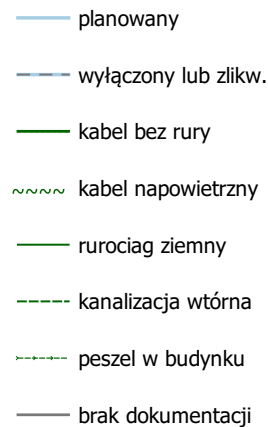 planowany
wyłączony lub zlikw.
kabel bez rury
kabel napowietrzny
rurociag ziemny
kanalizacja wtórna
peszel w budynku
brak dokumentacji